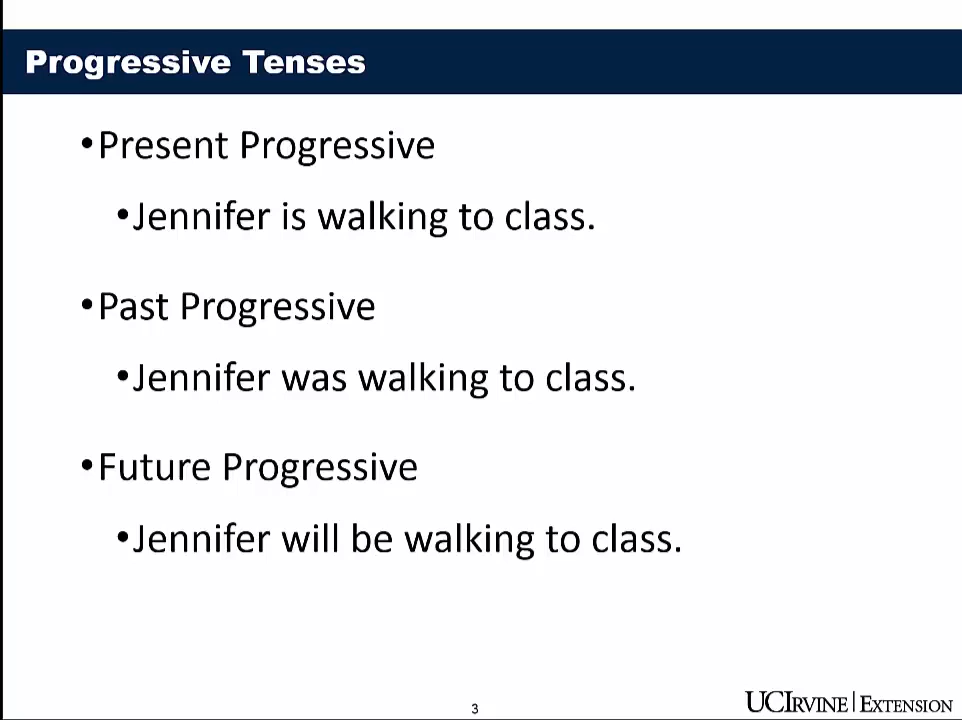 Progressive Tenses
•Present Progressive
•Jennifer is walking to class.
•Past Progressive
•Jennifer was walking to class.
•Future Progressive
•Jennifer will be walking to class.
3
UCIRVINE | EXTENSION